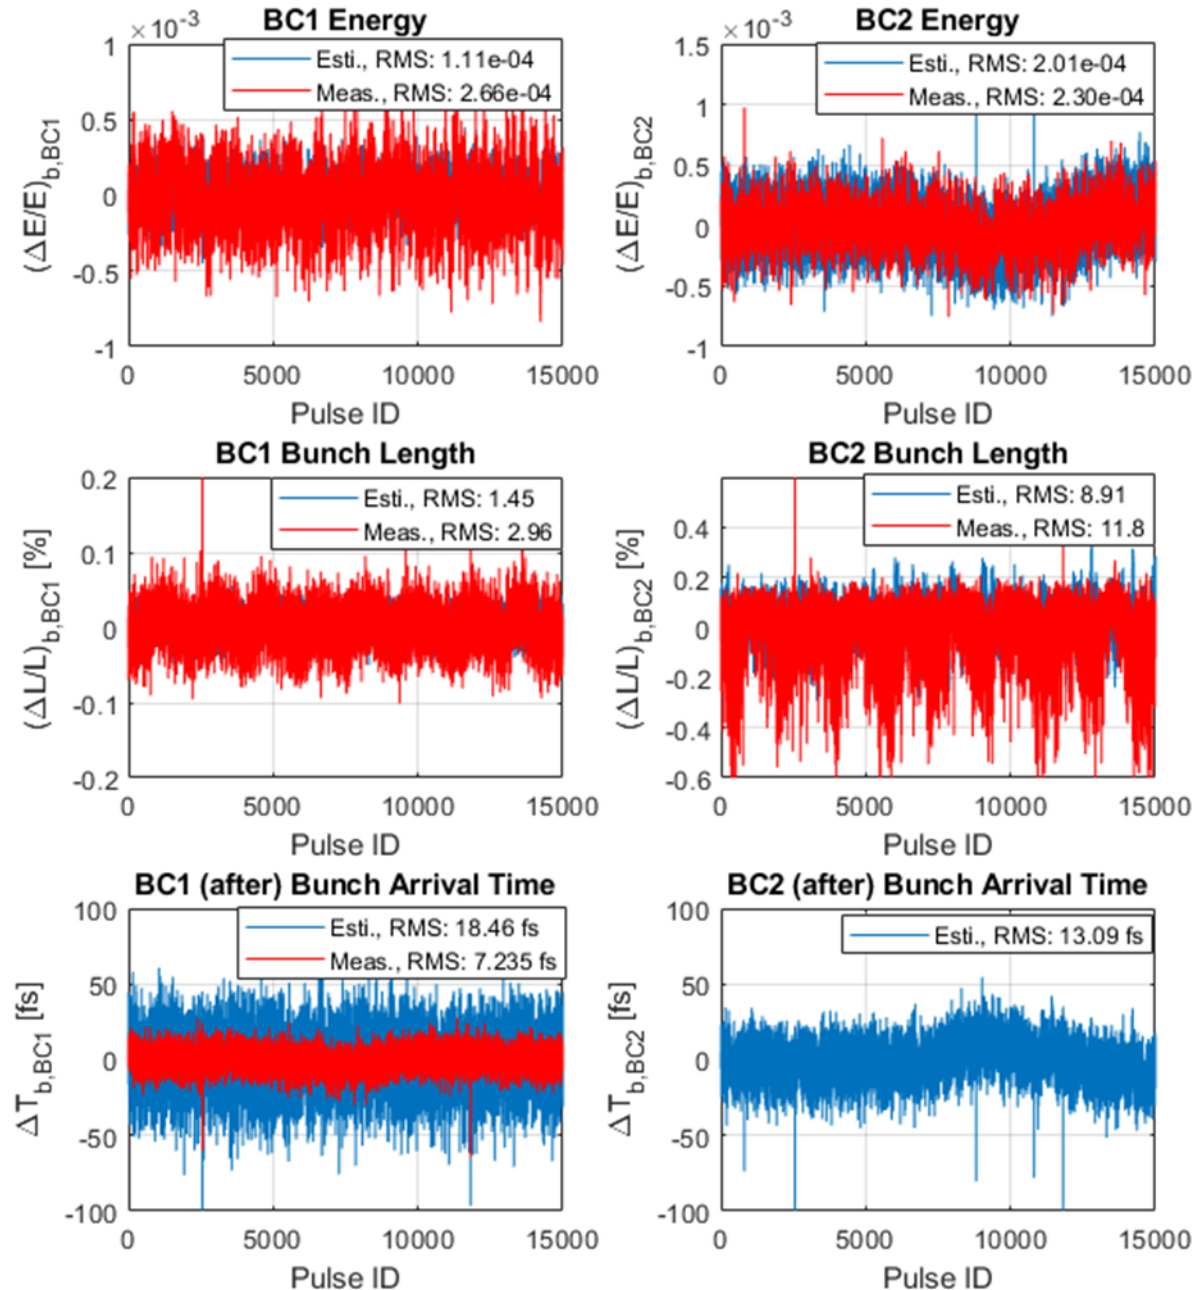 BC1 Energy
×10⁻³
Esti., RMS: 1.11e-04
Meas., RMS: 2.66e-04
(ΔE/E)b,BC1
1
0.5
0
-0.5
-1
0 5000 10000 15000
Pulse ID
BC2 Energy
×10⁻³
Esti., RMS: 2.01e-04
Meas., RMS: 2.30e-04
(ΔE/E)b,BC2
1.5
1
0.5
0
-0.5
-1
0 5000 10000 15000
Pulse ID
BC1 Bunch Length
Esti., RMS: 1.45
Meas., RMS: 2.96
(ΔL/L)b,BC1 [%]
0.2
0.1
0
-0.1
-0.2
0 5000 10000 15000
Pulse ID
BC2 Bunch Length
Esti., RMS: 8.91
Meas., RMS: 11.8
(ΔL/L)b,BC2 [%]
0.4
0.2
0
-0.2
-0.4
-0.6
0 5000 10000 15000
Pulse ID
BC1 (after) Bunch Arrival Time
Esti., RMS: 18.46 fs
Meas., RMS: 7.235 fs
ΔTb,BC1 [fs]
100
50
0
-50
-100
0 5000 10000 15000
Pulse ID
BC2 (after) Bunch Arrival Time
Esti., RMS: 13.09 fs
ΔTb,BC2 [fs]
100
50
0
-50
-100
0 5000 10000 15000
Pulse ID